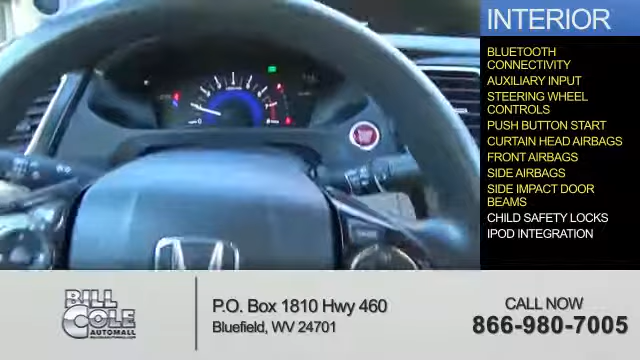 INTERIOR
BLUETOOTH
CONNECTIVITY
AUXILIARY INPUT
STEERING WHEEL
CONTROLS
PUSH BUTTON START
CURTAIN HEAD AIRBAGS
FRONT AIRBAGS
SIDE AIRBAGS
SIDE IMPACT DOOR
BEAMS
CHILD SAFETY LOCKS
IPOD INTEGRATION
BILL
COLE
AUTOMALL
P.O. Box 1810 Hwy 460
Bluefield, WV 24701
CALL NOW
866-980-7005